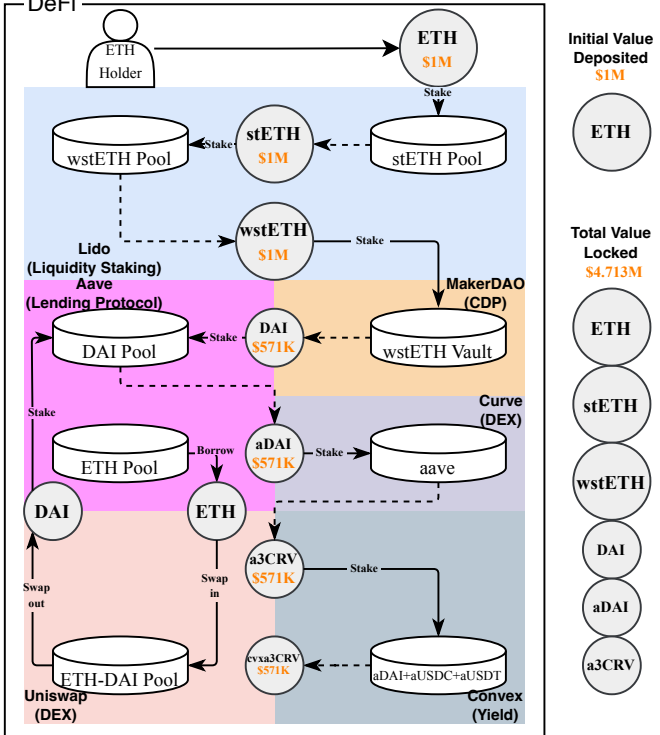 DeFi
ETH
Holder
ETH
$1M
Stake
wstETH Pool
Stake
stETH
$1M
stETH Pool
wstETH
$1M
Stake
Lido
(Liquidity Staking)
Aave
(Lending Protocol)
MakerDAO
(CDP)
DAI Pool
Stake
DAI
$571K
wstETH Vault
Stake
Curve
(DEX)
ETH Pool
Borrow
aDAI
$571K
Stake
aave
DAI
ETH
a3CRV
$571K
Stake
Swap
out
Swap
in
ETH-DAI Pool
cvxa3CRV
$571K
aDAI+aUSDC+aUSDT
Uniswap
(DEX)
Convex
(Yield)
Initial Value
Deposited
$1M
ETH
Total Value
Locked
$4.713M
ETH
stETH
wstETH
DAI
aDAI
a3CRV